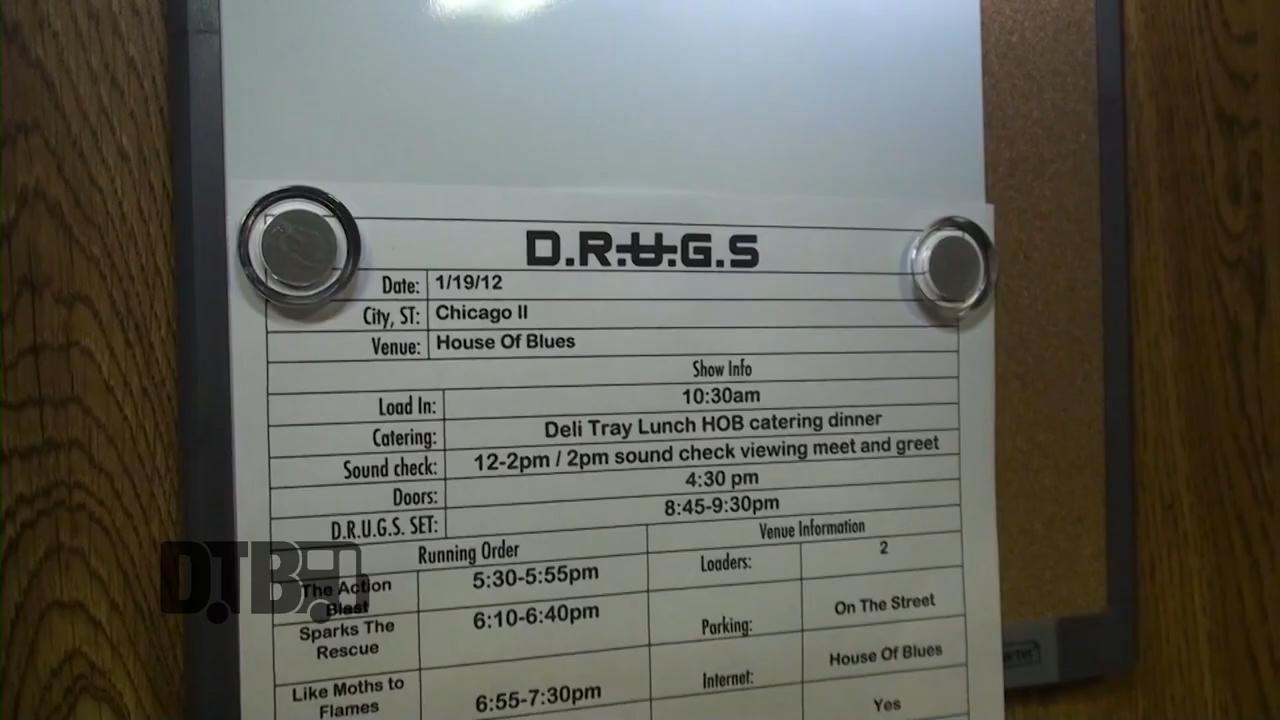 D.R.U.G.S
Date: 1/19/12
City, ST: Chicago Il
Venue: House Of Blues
Show Info
Load In: 10:30am
Catering: Deli Tray Lunch HOB catering dinner
Sound check: 12-2pm / 2pm sound check viewing meet and greet
Doors: 4:30 pm
D.R.U.G.S. SET: 8:45-9:30pm
Running Order
Venue Information
The Action
Blast
5:30-5:55pm
Loaders: 2
Sparks The
Rescue
6:10-6:40pm
Parking: On The Street
Like Moths to
Flames
6:55-7:30pm
Internet: House Of Blues
Yes
DTB